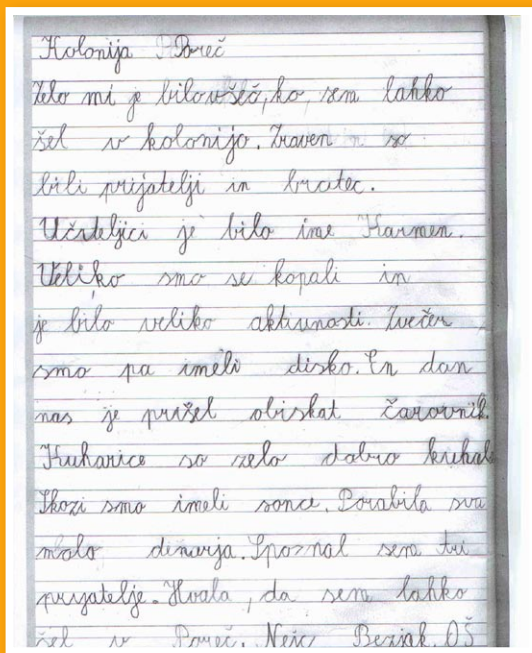 Kolonija Poreč
Zelo mi je bilo všeč, ko, sem lahko
šel v kolonijo. Zraven so
bili prijatelji in bratec.
Učiteljici je bilo ime Karmen.
Veliko smo se kopali in
je bilo veliko aktivnosti. Zvečer
smo pa imeli disko. En dan
nas je prišel obiskat čarovnik.
Kuharice so zelo dobro kuhale
Skozi smo imeli sonce. Porabila sva
malo denarja. Spoznal sem tri
prijatelje. Hvala, da sem lahko
šel v Poreč. Nejc Bezjak, OŠ